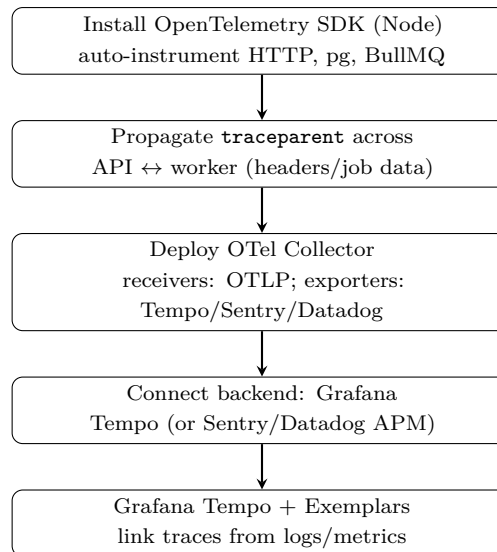 Install OpenTelemetry SDK (Node)
auto-instrument HTTP, pg, BullMQ
Propagate traceparent across
API ↔ worker (headers/job data)
Deploy OTel Collector
receivers: OTLP; exporters:
Tempo/Sentry/Datadog
Connect backend: Grafana
Tempo (or Sentry/Datadog APM)
Grafana Tempo + Exemplars
link traces from logs/metrics